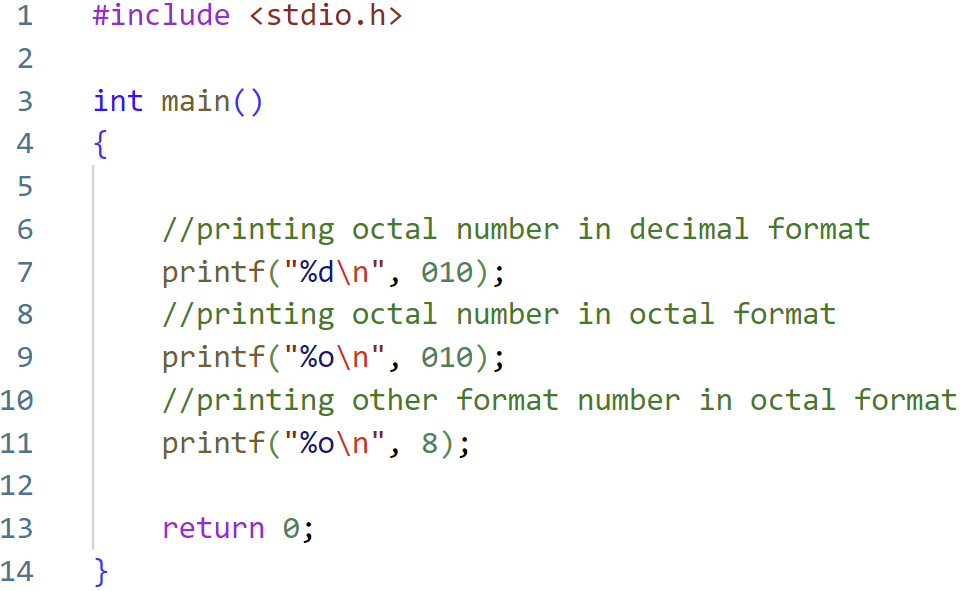 1 #include <stdio.h>
2
3 int main()
4 {
5
6 //printing octal number in decimal format
7 printf("%d\n", 010);
8 //printing octal number in octal format
9 printf("%o\n", 010);
10 //printing other format number in octal format
11 printf("%o\n", 8);
12
13 return 0;
14 }